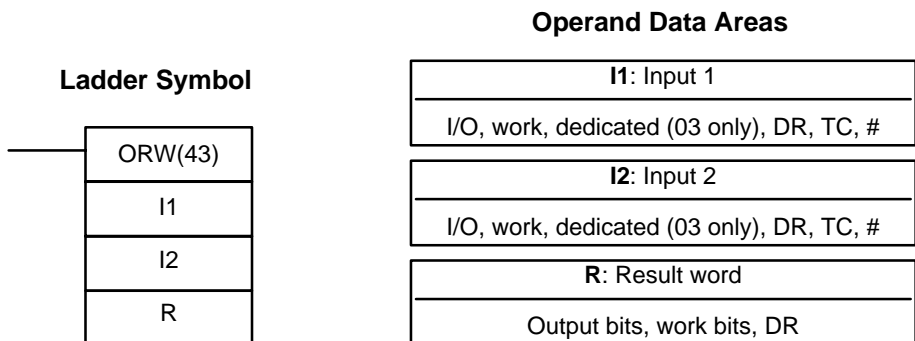 Ladder Symbol
ORW(43)
I1
I2
R
Operand Data Areas
I1: Input 1
I/O, work, dedicated (03 only), DR, TC, #
I2: Input 2
I/O, work, dedicated (03 only), DR, TC, #
R: Result word
Output bits, work bits, DR